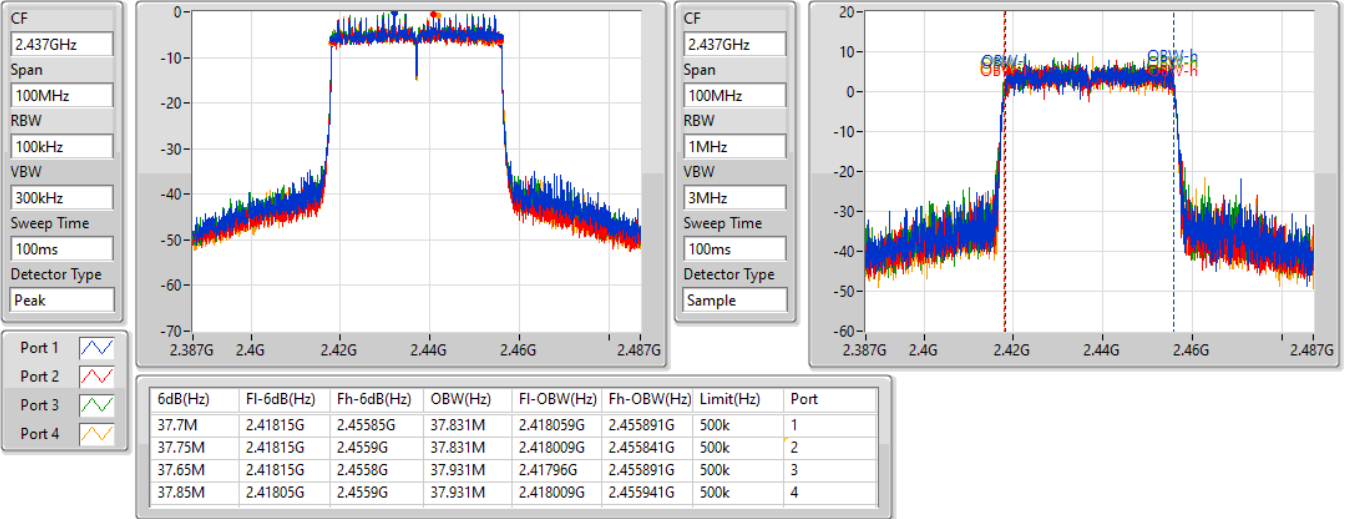 CF
2.437GHz
Span
100MHz
RBW
100kHz
VBW
300kHz
Sweep Time
100ms
Detector Type
Peak
0
-10
-20
-30
-40
-50
-60
-70
2.387G 2.4G 2.42G 2.44G 2.46G 2.487G
CF
2.437GHz
Span
100MHz
RBW
1MHz
VBW
3MHz
Sweep Time
100ms
Detector Type
Sample
20
10
0
-10
-20
-30
-40
-50
-60
OBW-h
OBW-h
2.387G 2.4G 2.42G 2.44G 2.46G 2.487G
Port 1
Port 2
Port 3
Port 4
6dB(Hz) Fl-6dB(Hz) Fh-6dB(Hz) OBW(Hz) Fl-OBW(Hz) Fh-OBW(Hz) Limit(Hz) Port
37.7M 2.41815G 2.45585G 37.831M 2.418059G 2.455891G 500k 1
37.75M 2.41815G 2.4559G 37.831M 2.418009G 2.455841G 500k 2
37.65M 2.41815G 2.4558G 37.931M 2.41796G 2.455891G 500k 3
37.85M 2.41805G 2.4559G 37.931M 2.418009G 2.455941G 500k 4